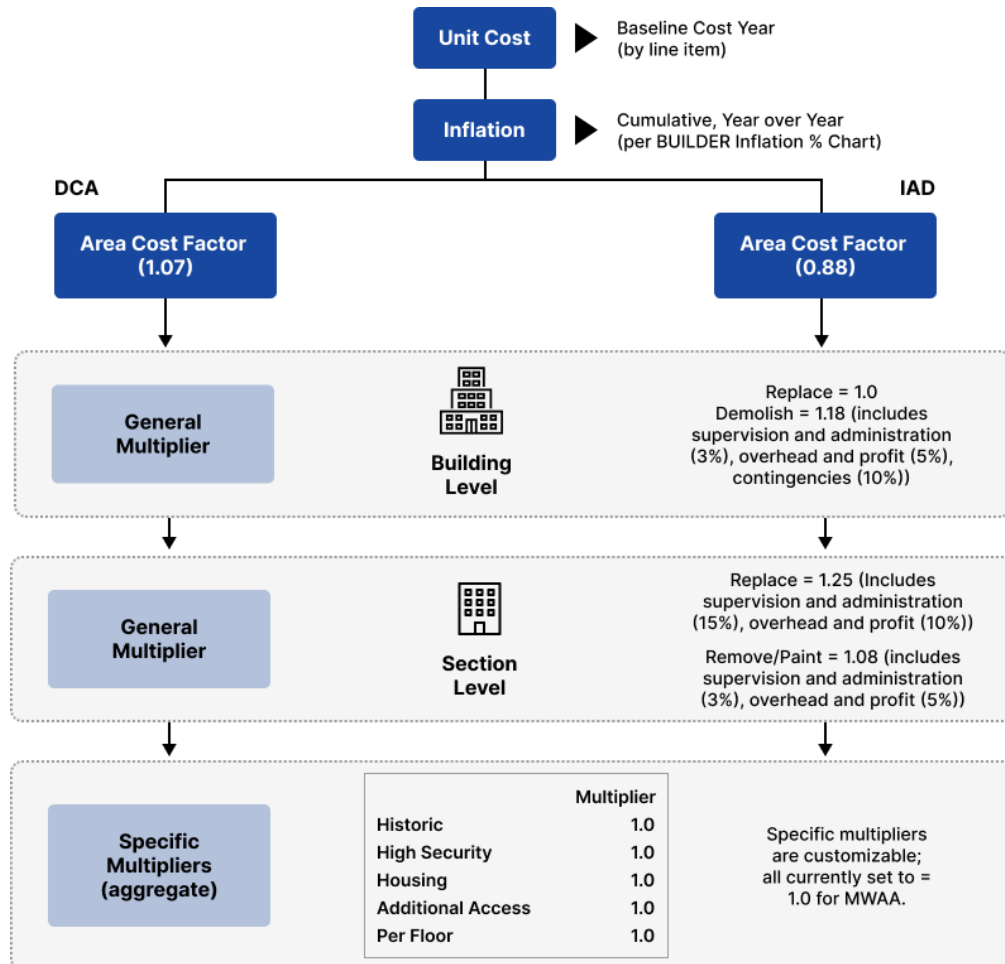 Unit Cost
Baseline Cost Year
(by line item)
Inflation
Cumulative, Year over Year
(per BUILDER Inflation % Chart)
DCA
IAD
Area Cost Factor
(1.07)
Area Cost Factor
(0.88)
General
Multiplier
Building
Level
Replace = 1.0
Demolish = 1.18 (includes
supervision and administration
(3%), overhead and profit (5%),
contingencies (10%))
General
Multiplier
Section
Level
Replace = 1.25 (Includes
supervision and administration
(15%), overhead and profit (10%))
Remove/Paint = 1.08 (includes
supervision and administration
(3%), overhead and profit (5%))
Specific
Multipliers
(aggregate)
Multiplier
Historic 1.0
High Security 1.0
Housing 1.0
Additional Access 1.0
Per Floor 1.0
Specific multipliers
are customizable;
all currently set to =
1.0 for MWAA.